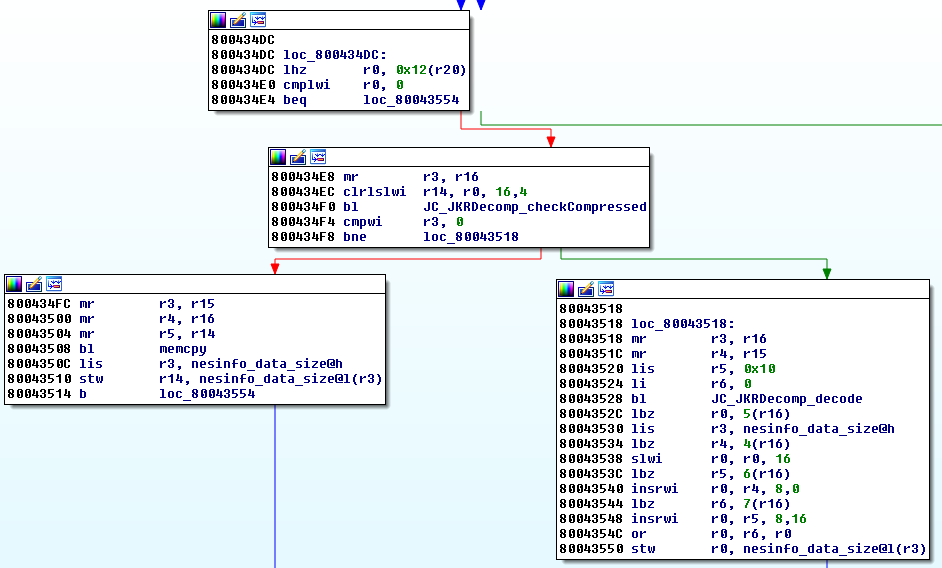 800434DC
800434DC loc_800434DC:
800434DC lhz r0, 0x12(r20)
800434E0 cmplwi r0, 0
800434E4 beq loc_80043554
800434E8 mr r3, r16
800434EC clrlslwi r14, r0, 16,4
800434F0 bl JC_JKRDecomp_checkCompressed
800434F4 cmpwi r3, 0
800434F8 bne loc_80043518
800434FC mr r3, r15
80043500 mr r4, r16
80043504 mr r5, r14
80043508 bl memcpy
8004350C lis r3, nesinfo_data_size@h
80043510 stw r14, nesinfo_data_size@l(r3)
80043514 b loc_80043554
80043518
80043518 loc_80043518:
80043518 mr r3, r16
8004351C mr r4, r15
80043520 lis r5, 0x10
80043524 li r6, 0
80043528 bl JC_JKRDecomp_decode
8004352C lbz r0, 5(r16)
80043530 lis r3, nesinfo_data_size@h
80043534 lbz r4, 4(r16)
80043538 slwi r0, r0, 16
8004353C lbz r5, 6(r16)
80043540 insrwi r0, r4, 8,0
80043544 lbz r6, 7(r16)
80043548 insrwi r0, r5, 8,16
8004354C or r0, r6, r0
80043550 stw r0, nesinfo_data_size@l(r3)